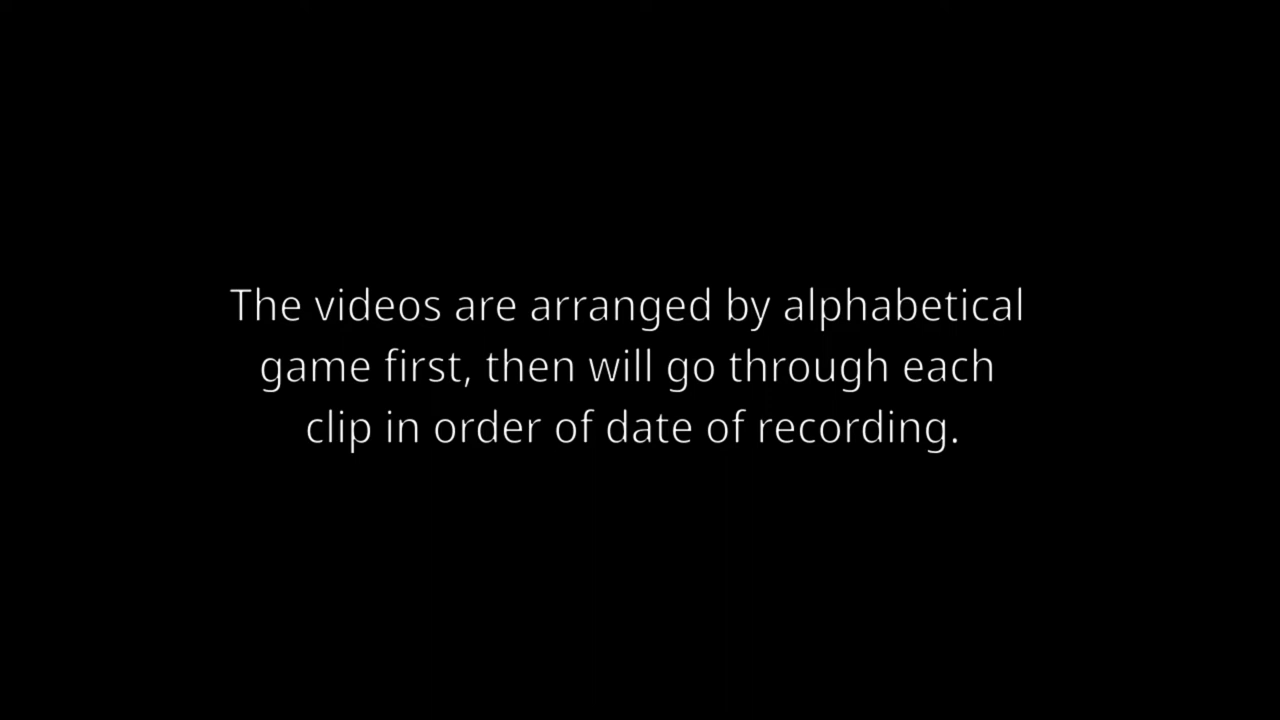 The videos are arranged by alphabetical
game first, then will go through each
clip in order of date of recording.